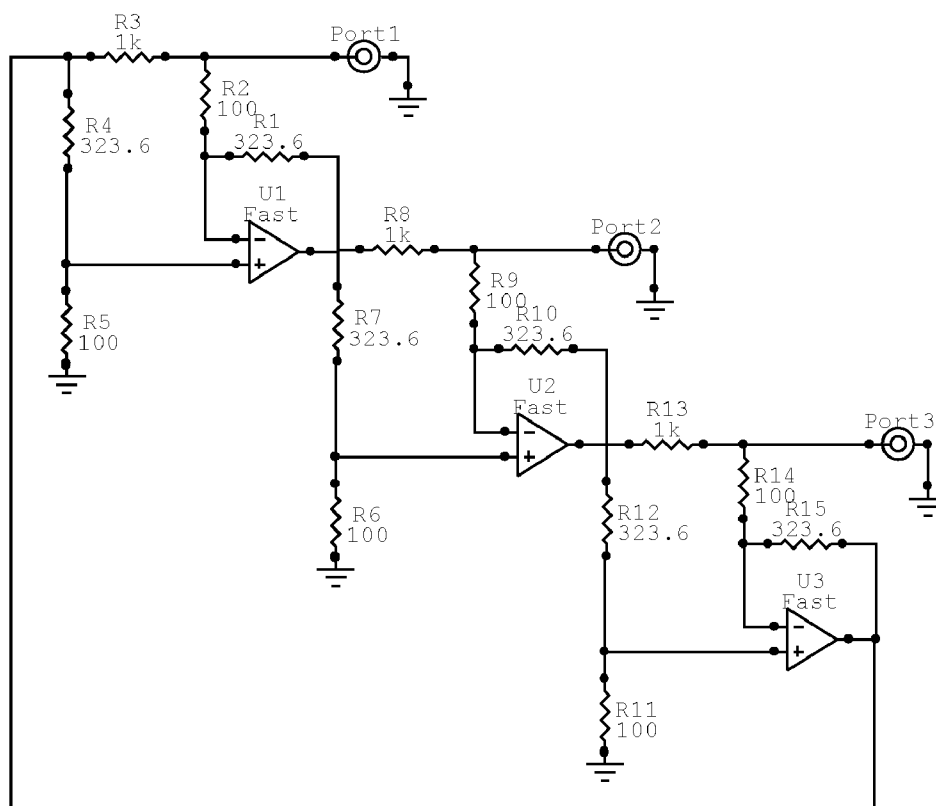 R3
1k
Port1
R2
100
R4
323.6
R1
323.6
U1
Fast
R8
1k
Port2
R5
100
R7
323.6
R9
100
R10
323.6
U2
Fast
R13
1k
Port3
R6
100
R12
323.6
R14
100
R15
323.6
U3
Fast
R11
100